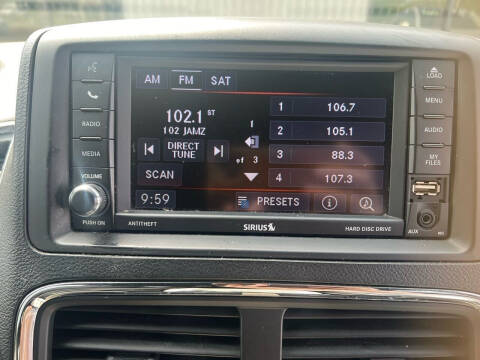 AM FM SAT
LOAD
MENU
AUDIO
MY FILES
PHONE
RADIO
MEDIA
VOLUME
PUSH ON
102.1 ST
102 JAMZ
DIRECT TUNE
SCAN
9:59
1 of 3
1 106.7
2 105.1
3 88.3
4 107.3
PRESETS
ANTITHEFT
SIRIUS
HARD DISC DRIVE
AUX